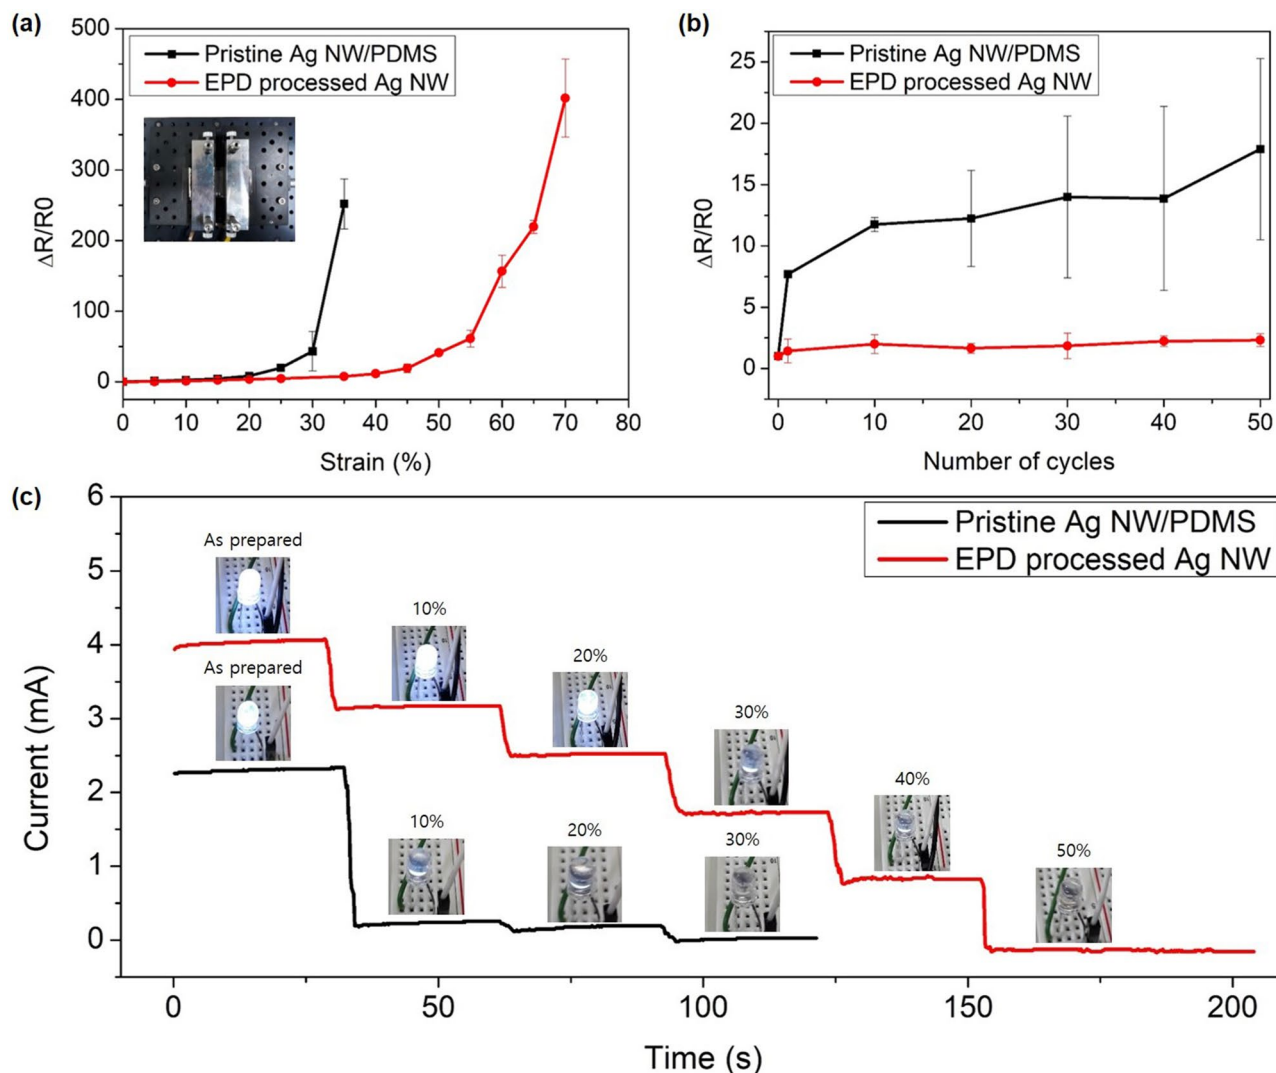 (a)
500
400
300
200
100
0
ΔR/R0
Pristine Ag NW/PDMS
EPD processed Ag NW
0 10 20 30 40 50 60 70 80
Strain (%)
(b)
25
20
15
10
5
0
ΔR/R0
Pristine Ag NW/PDMS
EPD processed Ag NW
0 10 20 30 40 50
Number of cycles
(c)
6
5
4
3
2
1
0
Current (mA)
Pristine Ag NW/PDMS
EPD processed Ag NW
As prepared
10%
20%
30%
40%
50%
As prepared
10%
20%
30%
0 50 100 150 200
Time (s)